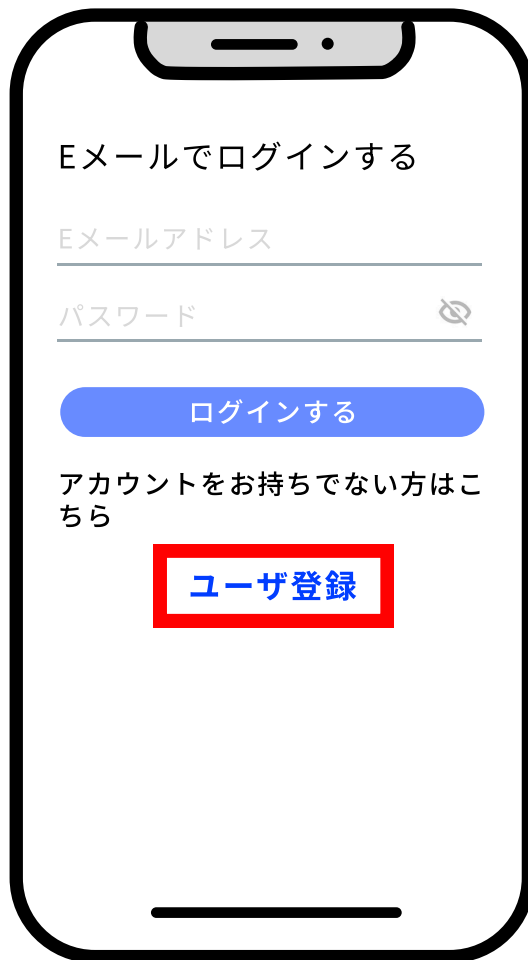 Eメールでログインする
Eメールアドレス
パスワード
ログインする
アカウントをお持ちでない方はこ
ちら
ユーザ登録